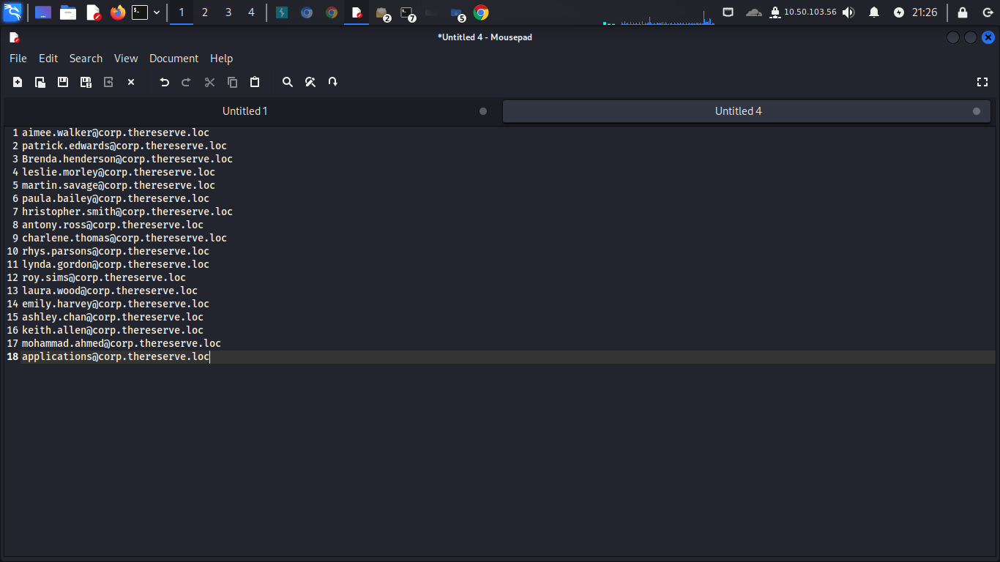 1 2 3 4 2 7 5 10.50.103.56 21:26
*Untitled 4 - Mousepad
File Edit Search View Document Help
Untitled 1 Untitled 4
1 aimee.walker@corp.thereserve.loc
2 patrick.edwards@corp.thereserve.loc
3 Brenda.henderson@corp.thereserve.loc
4 leslie.morley@corp.thereserve.loc
5 martin.savage@corp.thereserve.loc
6 paula.bailey@corp.thereserve.loc
7 hristopher.smith@corp.thereserve.loc
8 antony.ross@corp.thereserve.loc
9 charlene.thomas@corp.thereserve.loc
10 rhys.parsons@corp.thereserve.loc
11 lynda.gordon@corp.thereserve.loc
12 roy.sims@corp.thereserve.loc
13 laura.wood@corp.thereserve.loc
14 emily.harvey@corp.thereserve.loc
15 ashley.chan@corp.thereserve.loc
16 keith.allen@corp.thereserve.loc
17 mohammad.ahmed@corp.thereserve.loc
18 applications@corp.thereserve.loc